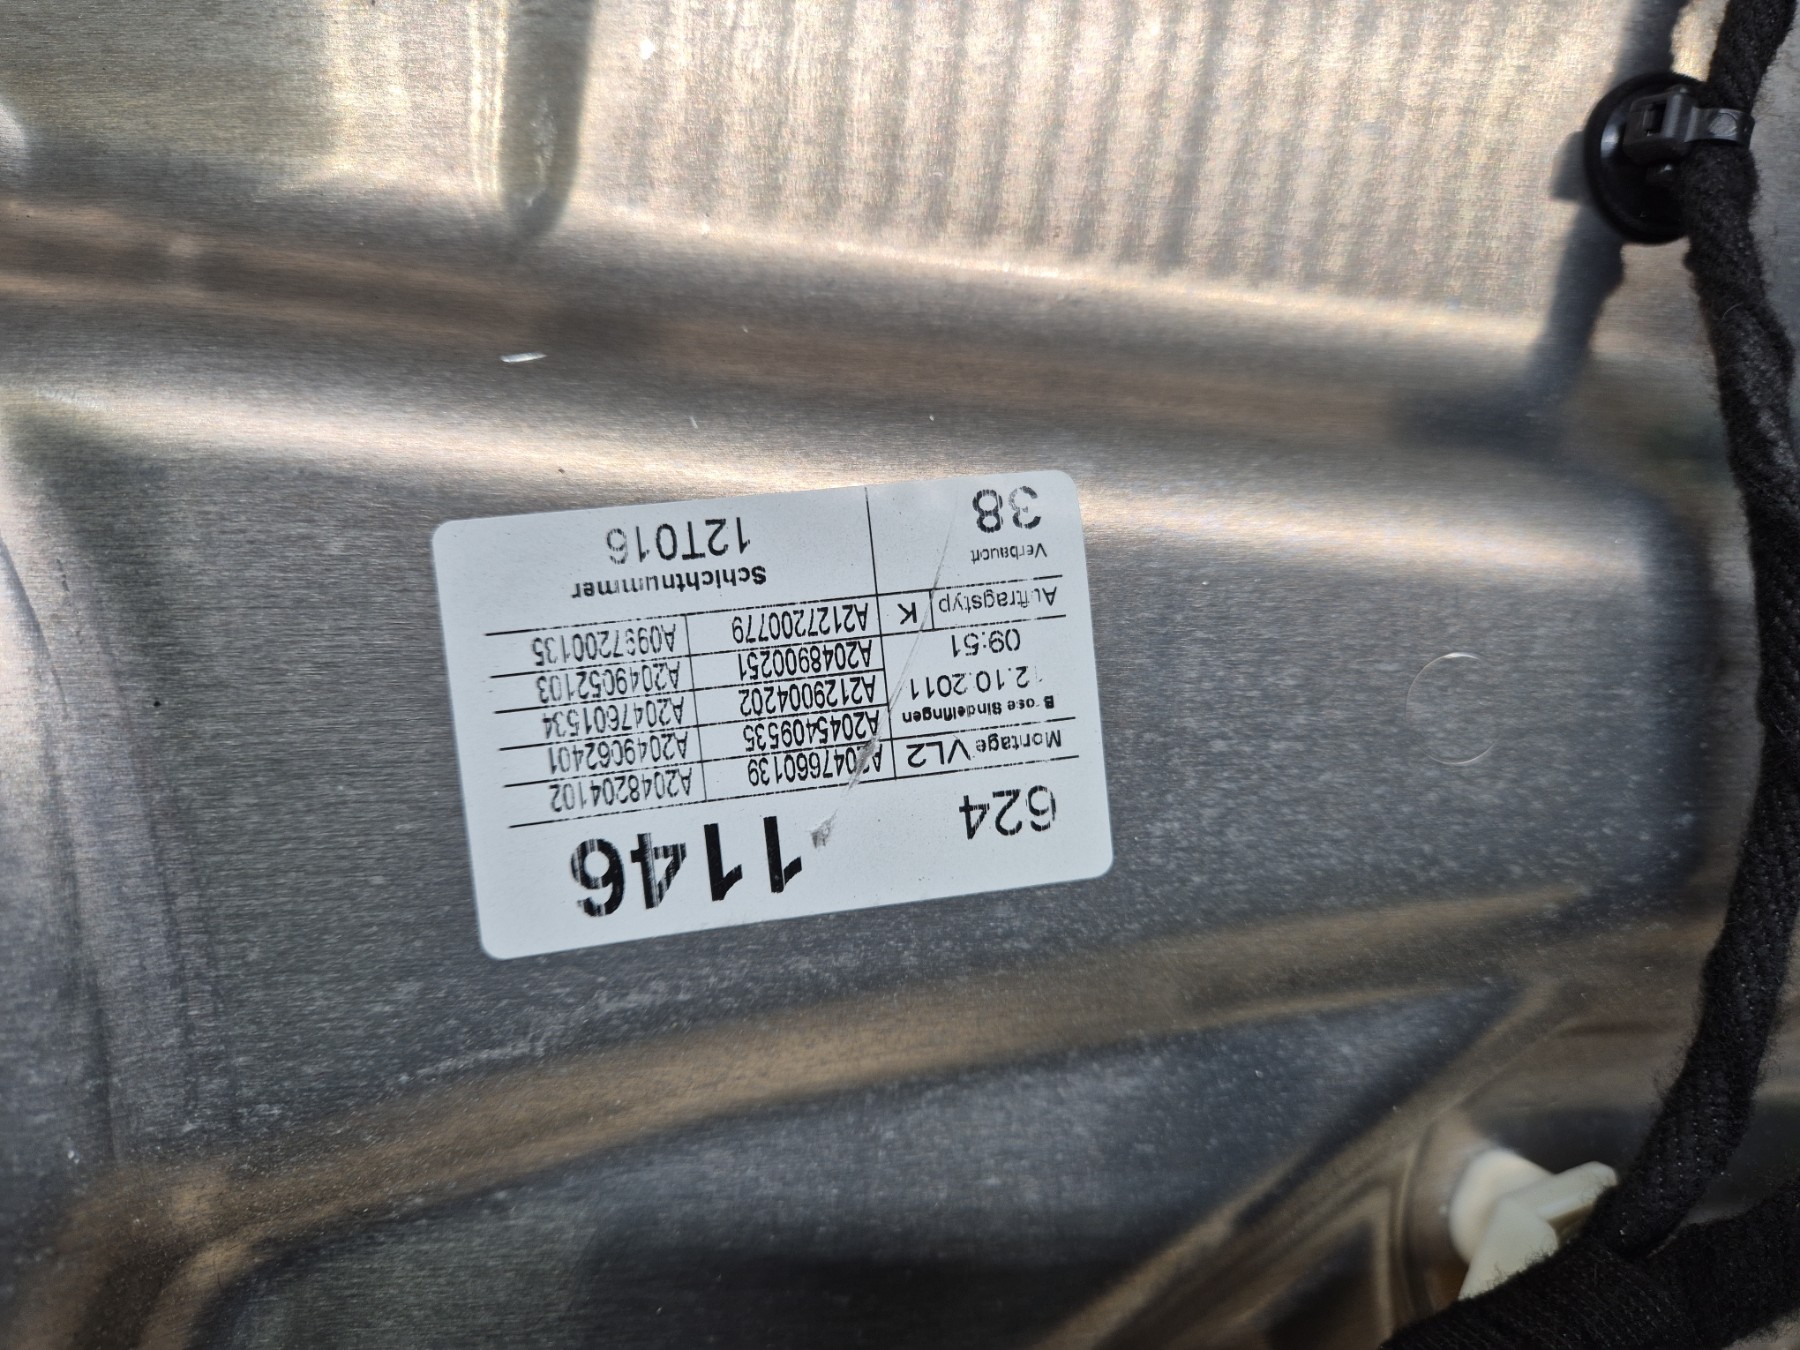 624 1146
Montage VL2 A2047660139 A2048204102
Brose Sindelfingen A2045409535 A2049062401
12.10.2011 A2129004202 A2047601534
09:51 A2048900251 A2049052103
Auftragstyp K A2127200779 A0997200135
Verbaucht Schichtnummer
38 12T016